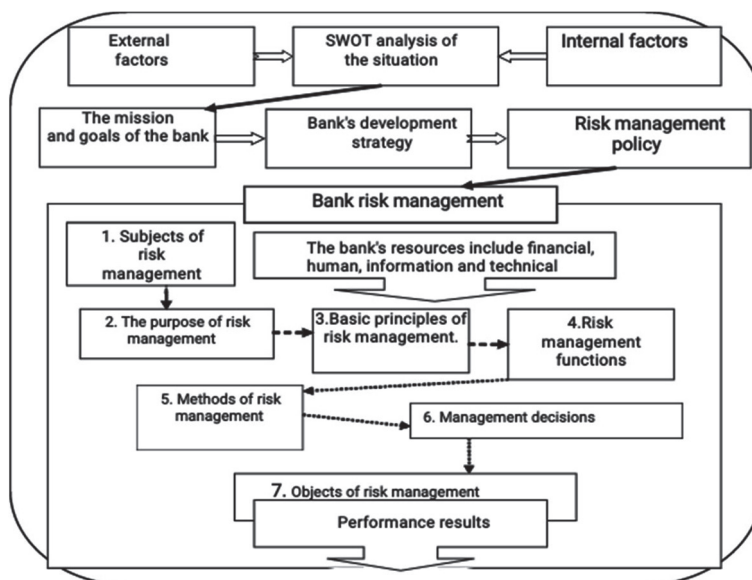 External
factors
SWOT analysis of
the situation
Internal factors
The mission
and goals of the bank
Bank's development
strategy
Risk management
policy
Bank risk management
1. Subjects of
risk
management
The bank's resources include financial,
human, information and technical
2. The purpose of risk
management
3.Basic principles of
risk management.
4.Risk
management
functions
5. Methods of risk
management
6. Management decisions
7. Objects of risk management
Performance results